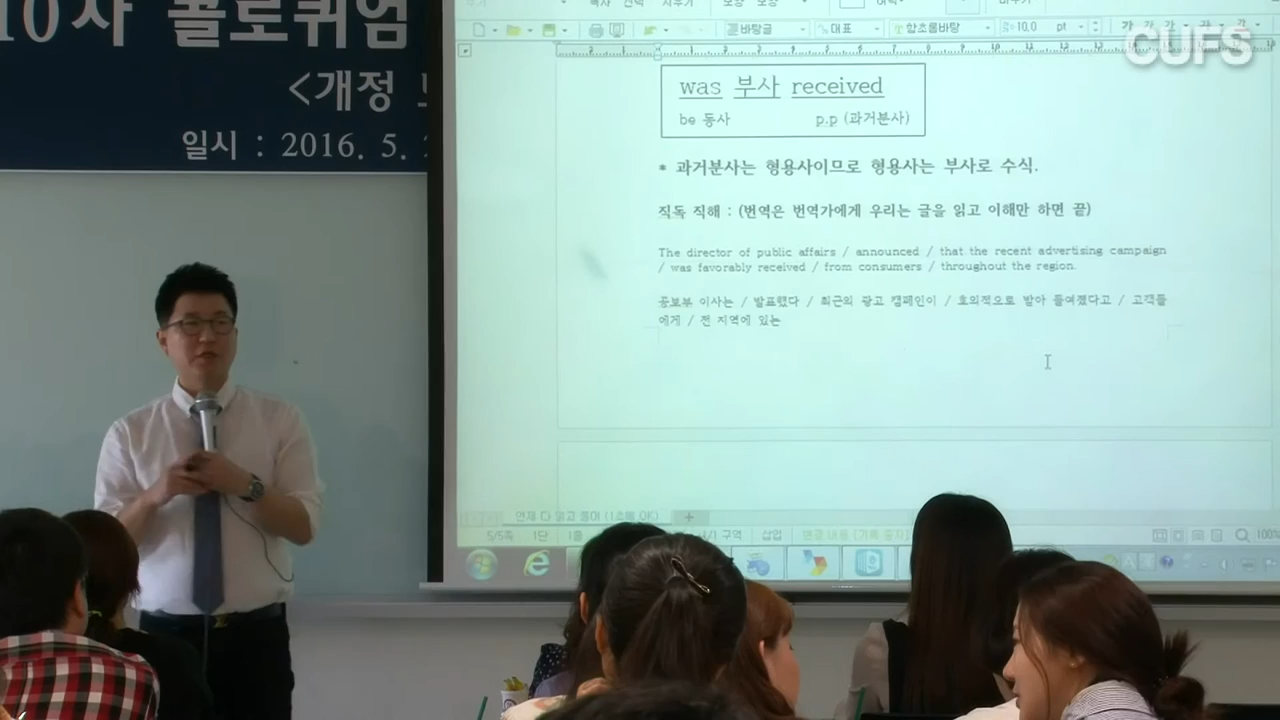 10차 콜로퀴엄
<개정
일시 : 2016. 5. 2
CUFS
바탕글
대표
함초롬바탕
10.0 pt
was 부사 received
be 동사 p.p (과거분사)
* 과거분사는 형용사이므로 형용사는 부사로 수식.
직독 직해 : (번역은 번역가에게 우리는 글을 읽고 이해만 하면 끝)
The director of public affairs / announced / that the recent advertising campaign
/ was favorably received / from consumers / throughout the region.
공보부 이사는 / 발표했다 / 최근의 광고 캠페인이 / 호의적으로 받아 들여졌다고 / 고객들
에게 / 전 지역에 있는
5/5쪽 1단 구역 삽입
100%